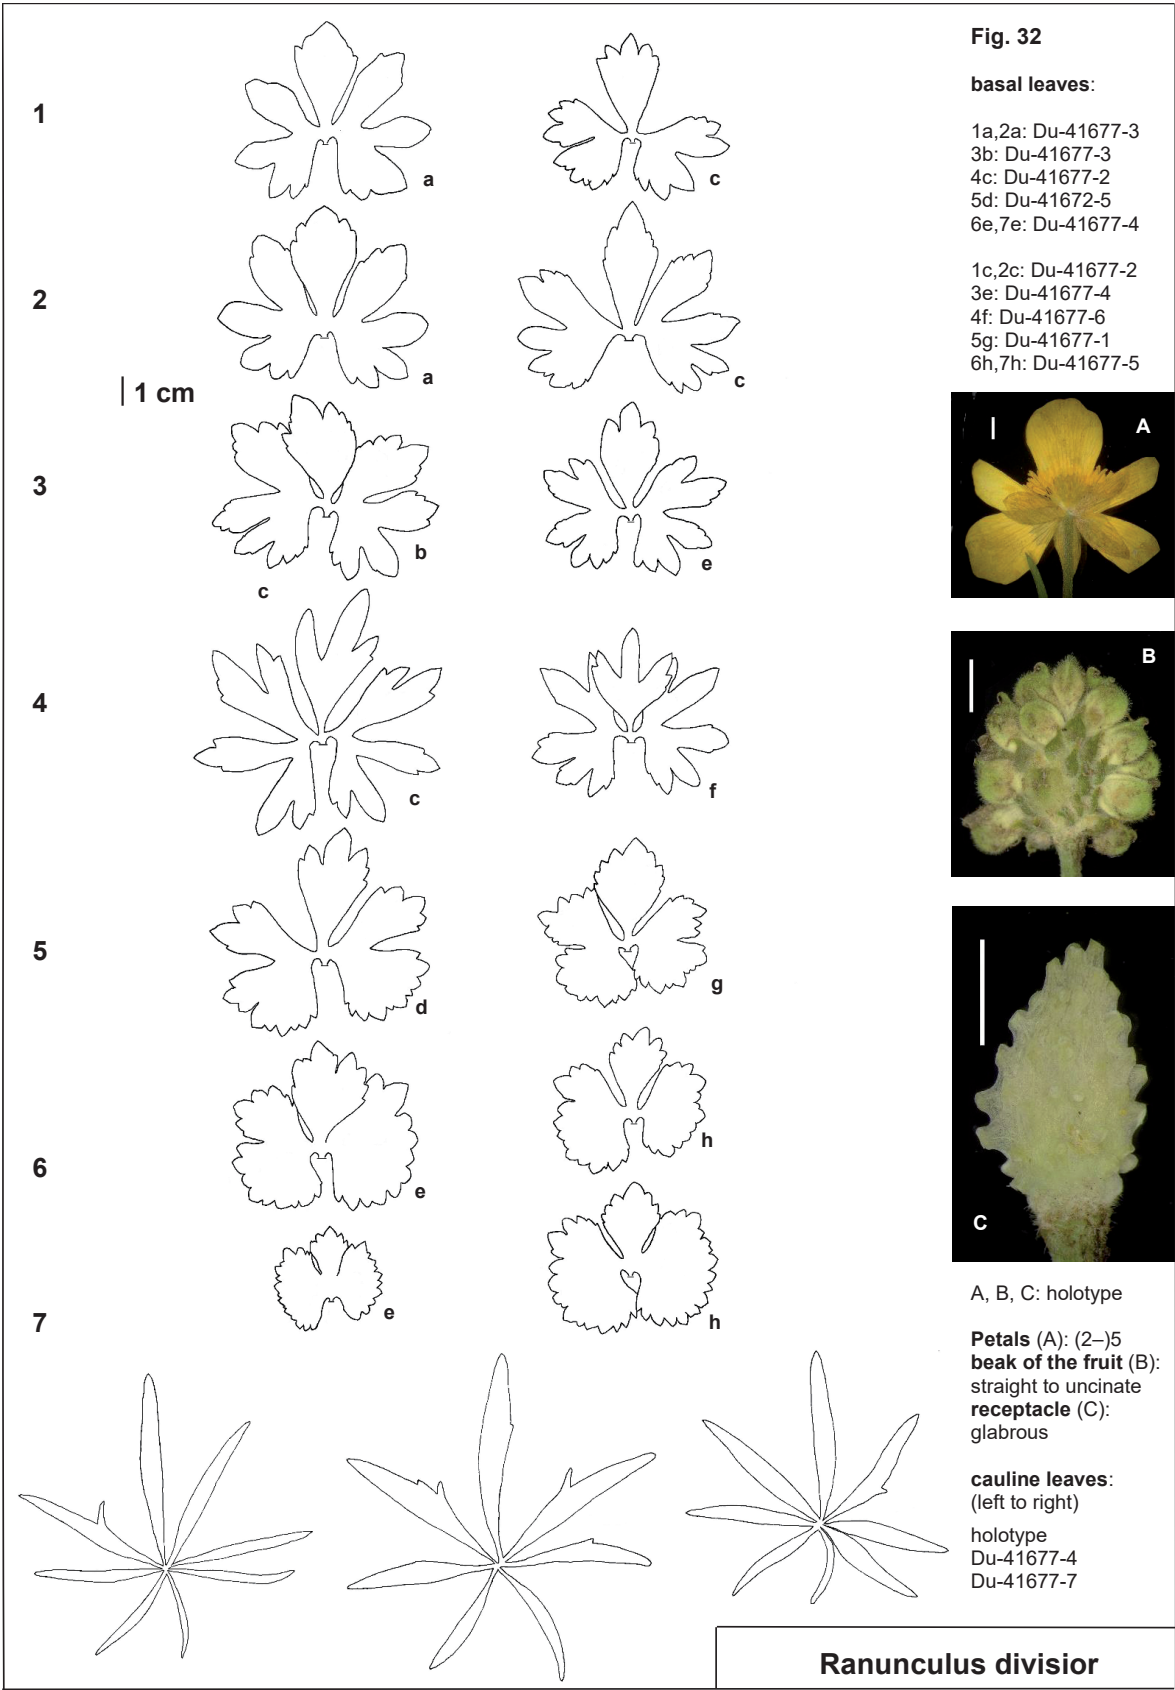 Fig. 32
basal leaves:
1a,2a: Du-41677-3
3b: Du-41677-3
4c: Du-41677-2
5d: Du-41672-5
6e,7e: Du-41677-4
1c,2c: Du-41677-2
3e: Du-41677-4
4f: Du-41677-6
5g: Du-41677-1
6h,7h: Du-41677-5
1
a
c
2
a
c
1 cm
3
b
e
c
4
c
f
5
d
g
6
e
h
7
e
h
A
B
C
A, B, C: holotype
Petals (A): (2–)5
beak of the fruit (B):
straight to uncinate
receptacle (C):
glabrous
cauline leaves:
(left to right)
holotype
Du-41677-4
Du-41677-7
Ranunculus divisior